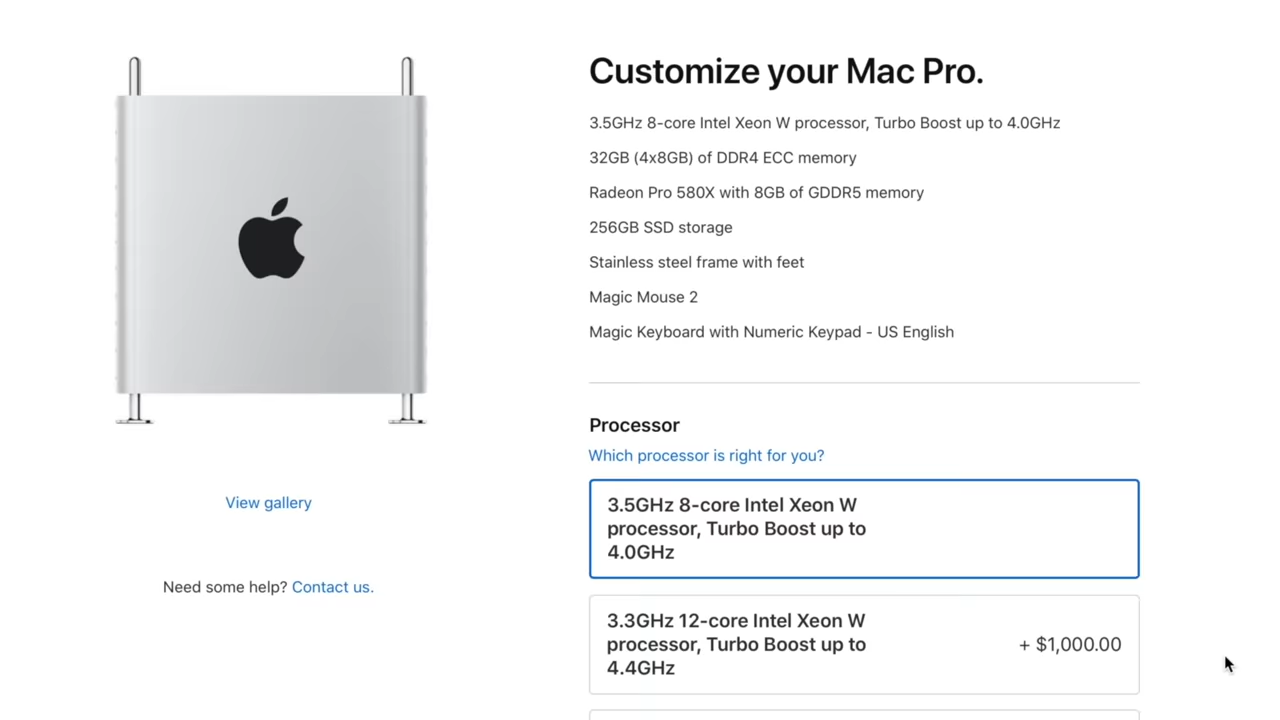 Customize your Mac Pro.
3.5GHz 8-core Intel Xeon W processor, Turbo Boost up to 4.0GHz
32GB (4x8GB) of DDR4 ECC memory
Radeon Pro 580X with 8GB of GDDR5 memory
256GB SSD storage
Stainless steel frame with feet
Magic Mouse 2
Magic Keyboard with Numeric Keypad - US English
Processor
Which processor is right for you?
3.5GHz 8-core Intel Xeon W
processor, Turbo Boost up to
4.0GHz
3.3GHz 12-core Intel Xeon W
processor, Turbo Boost up to
4.4GHz
+ $1,000.00
View gallery
Need some help? Contact us.